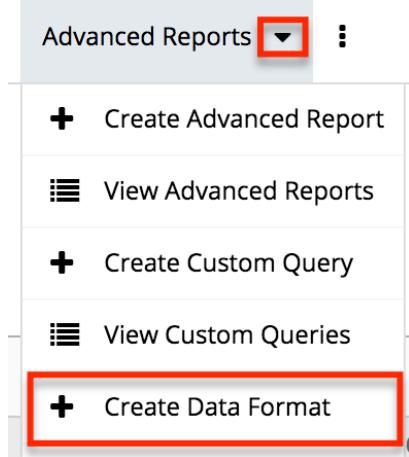 Advanced Reports
Create Advanced Report
View Advanced Reports
Create Custom Query
View Custom Queries
Create Data Format